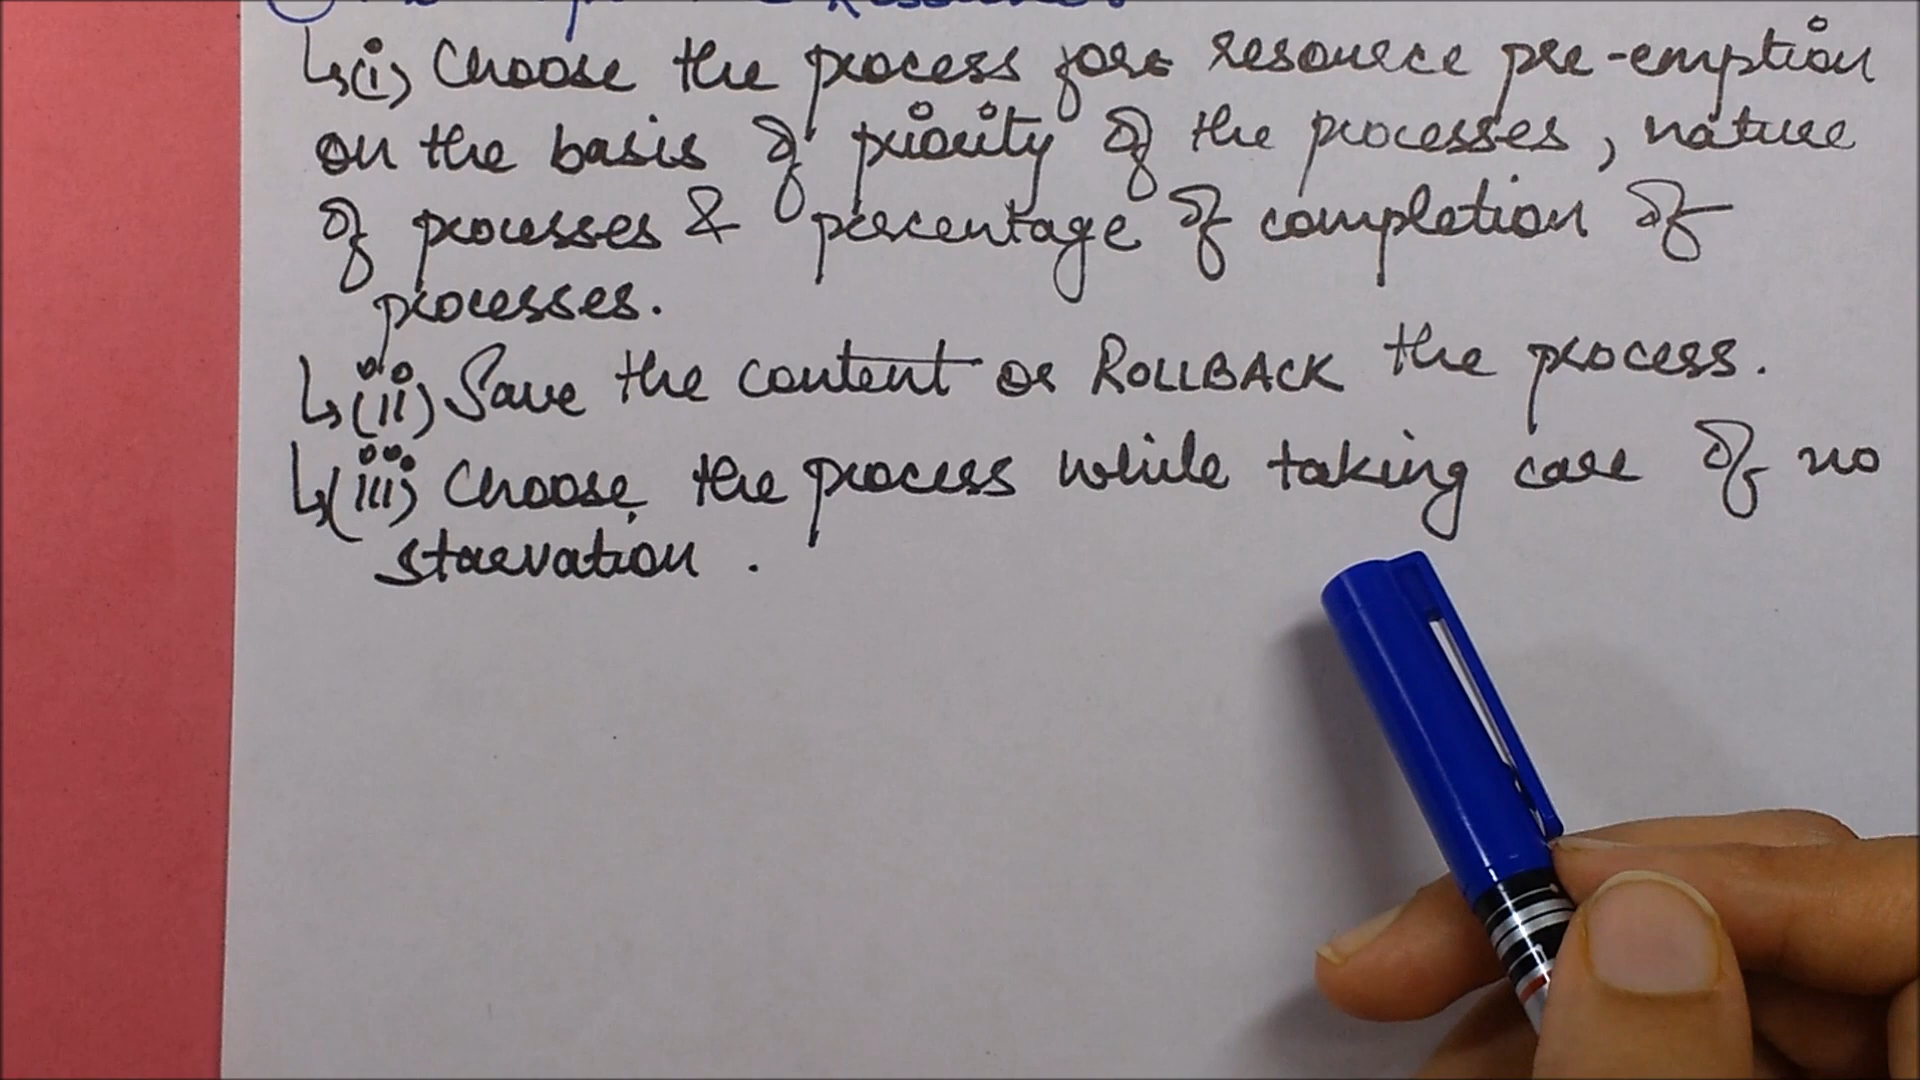 ↳(i) Choose the process for resource pre-emption
on the basis of priority of the processes, nature
of processes & percentage of completion of
processes.
↳(ii) Save the content or ROLLBACK the process.
↳(iii) Choose the process while taking care of no
starvation.